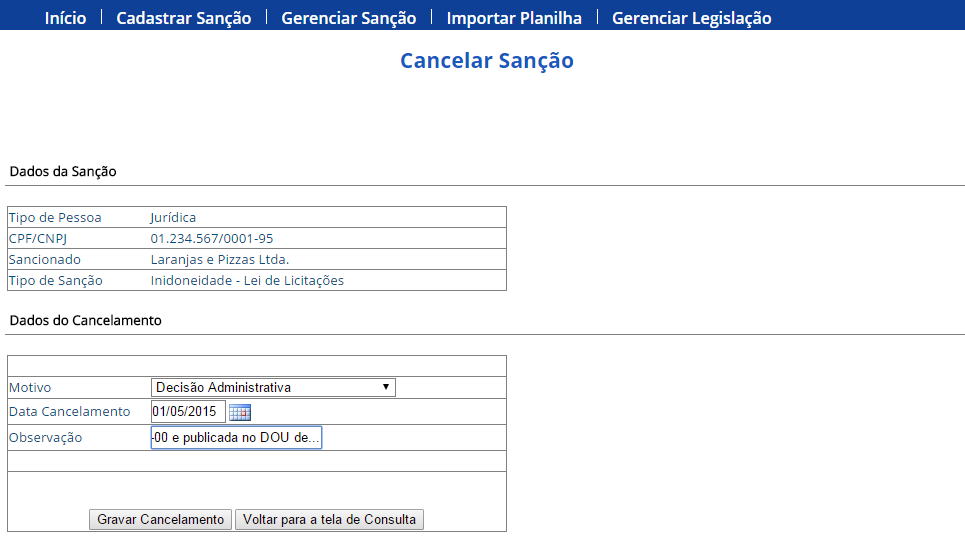 Início Cadastrar Sanção Gerenciar Sanção Importar Planilha Gerenciar Legislação
Cancelar Sanção
Dados da Sanção
Tipo de Pessoa Jurídica
CPF/CNPJ 01.234.567/0001-95
Sancionado Laranjas e Pizzas Ltda.
Tipo de Sanção Inidoneidade - Lei de Licitações
Dados do Cancelamento
Motivo Decisão Administrativa
Data Cancelamento 01/05/2015
Observação -00 e publicada no DOU de...
Gravar Cancelamento Voltar para a tela de Consulta